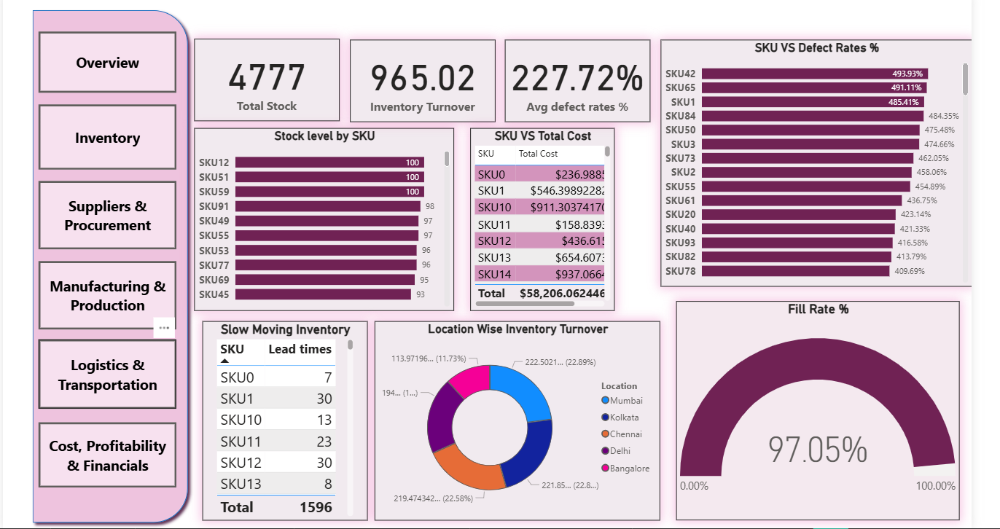 Overview
Inventory
Suppliers &
Procurement
Manufacturing &
Production
...
Logistics &
Transportation
Cost, Profitability
& Financials
4777
Total Stock
965.02
Inventory Turnover
227.72%
Avg defect rates %
SKU VS Defect Rates %
SKU42 493.93%
SKU65 491.11%
SKU1 485.41%
SKU84 484.35%
SKU50 475.48%
SKU3 474.66%
SKU73 462.05%
SKU2 458.06%
SKU55 454.89%
SKU61 436.75%
SKU20 423.14%
SKU40 421.33%
SKU93 416.58%
SKU82 413.79%
SKU78 409.69%
Stock level by SKU
SKU12 100
SKU51 100
SKU59 100
SKU91 98
SKU49 97
SKU55 97
SKU53 96
SKU77 96
SKU69 95
SKU45 93
SKU VS Total Cost
SKU Total Cost
SKU0 $236.9885
SKU1 $546.39892282
SKU10 $911.30374170
SKU11 $158.8393
SKU12 $436.615
SKU13 $654.6073
SKU14 $937.0664
Total $58,206.062446
Slow Moving Inventory
SKU Lead times
SKU0 7
SKU1 30
SKU10 13
SKU11 23
SKU12 30
SKU13 8
Total 1596
Location Wise Inventory Turnover
113.97196... (11.73%)
222.5021... (22.89%)
194... (1...)
219.474342... (22.58%)
221.85... (22.8...)
Location
Mumbai
Kolkata
Chennai
Delhi
Bangalore
Fill Rate %
97.05%
0.00% 100.00%